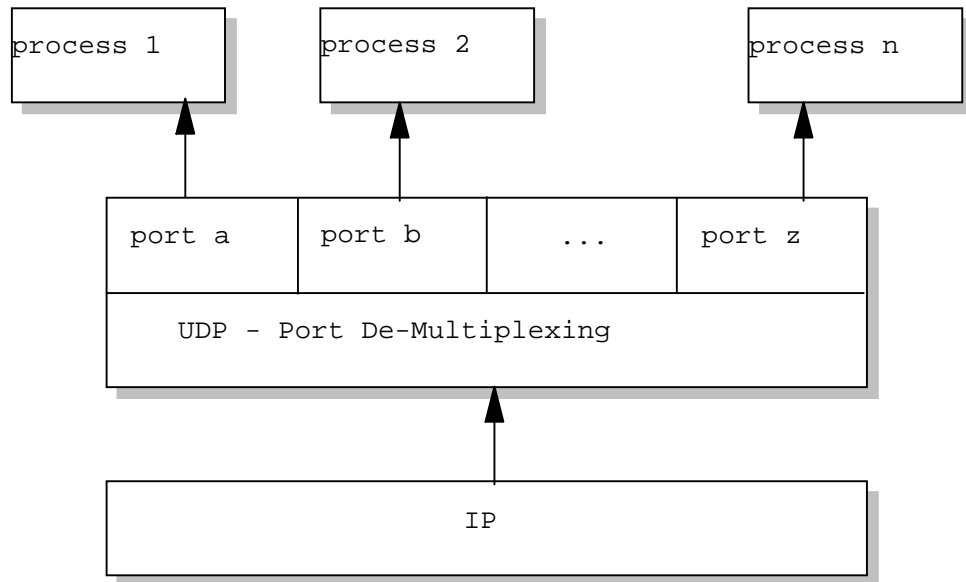 process 1
process 2
process n
port a
port b
...
port z
UDP - Port De-Multiplexing
IP